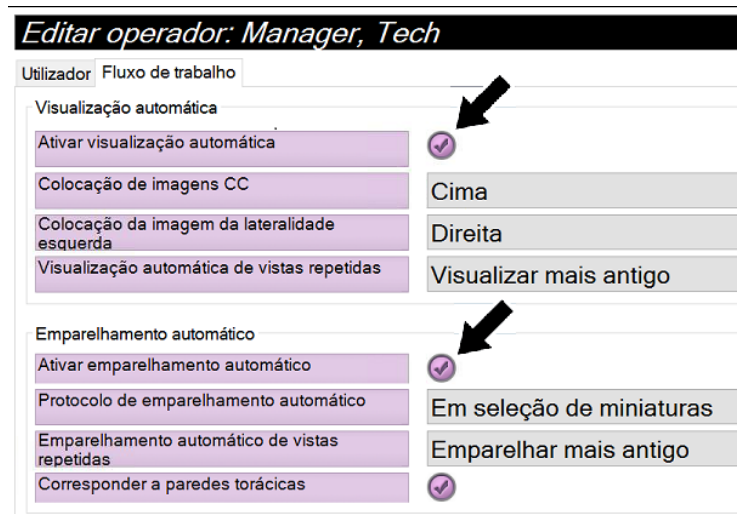 Editar operador: Manager, Tech
Utilizador Fluxo de trabalho
Visualização automática
Ativar visualização automática
Colocação de imagens CC
Cima
Colocação da imagem da lateralidade
esquerda
Direita
Visualização automática de vistas repetidas
Visualizar mais antigo
Emparelhamento automático
Ativar emparelhamento automático
Protocolo de emparelhamento automático
Em seleção de miniaturas
Emparelhamento automático de vistas
repetidas
Emparelhar mais antigo
Corresponder a paredes torácicas